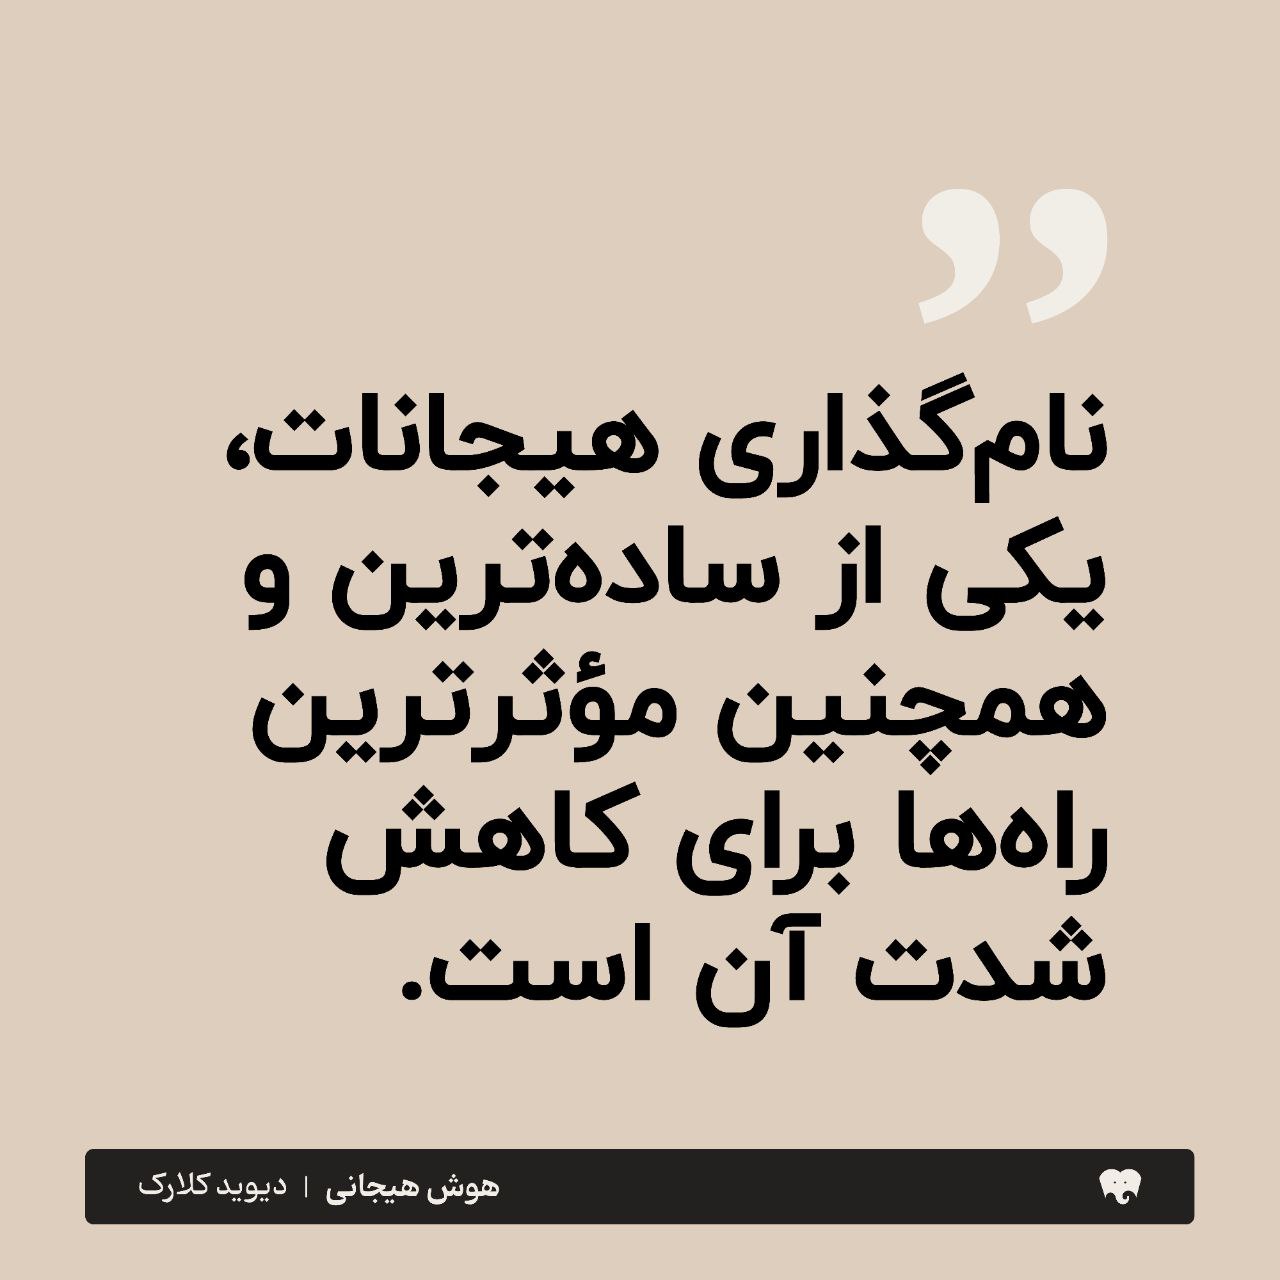 نام‌گذاری هیجانات،
یکی از ساده‌ترین و
همچنین مؤثرترین
راه‌ها برای کاهش
شدت آن است.
هوش هیجانی | دیوید کلارک